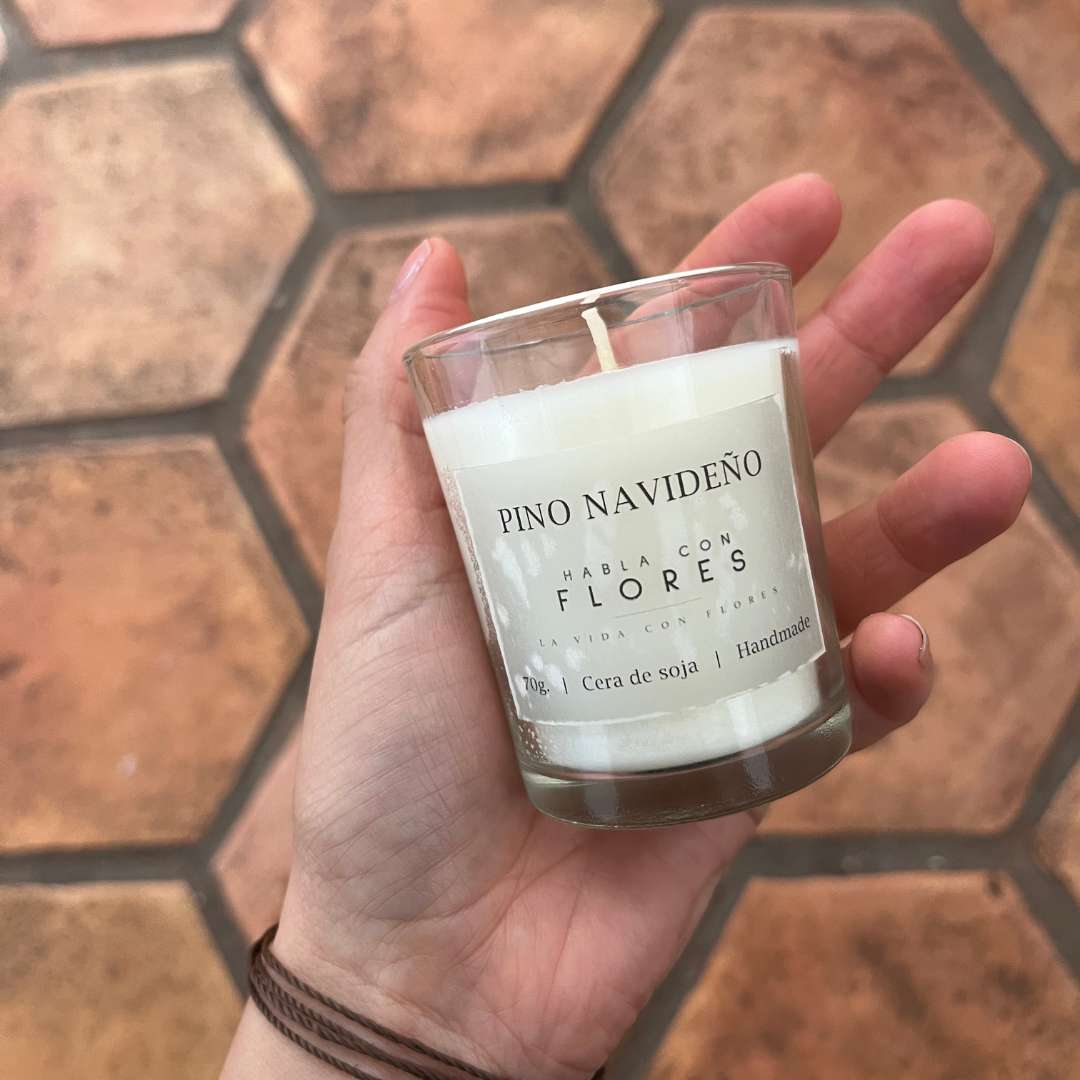 PINO NAVIDEÑO
HABLA CON
FLORES
LA VIDA CON FLORES
70g. | Cera de soja | Handmade